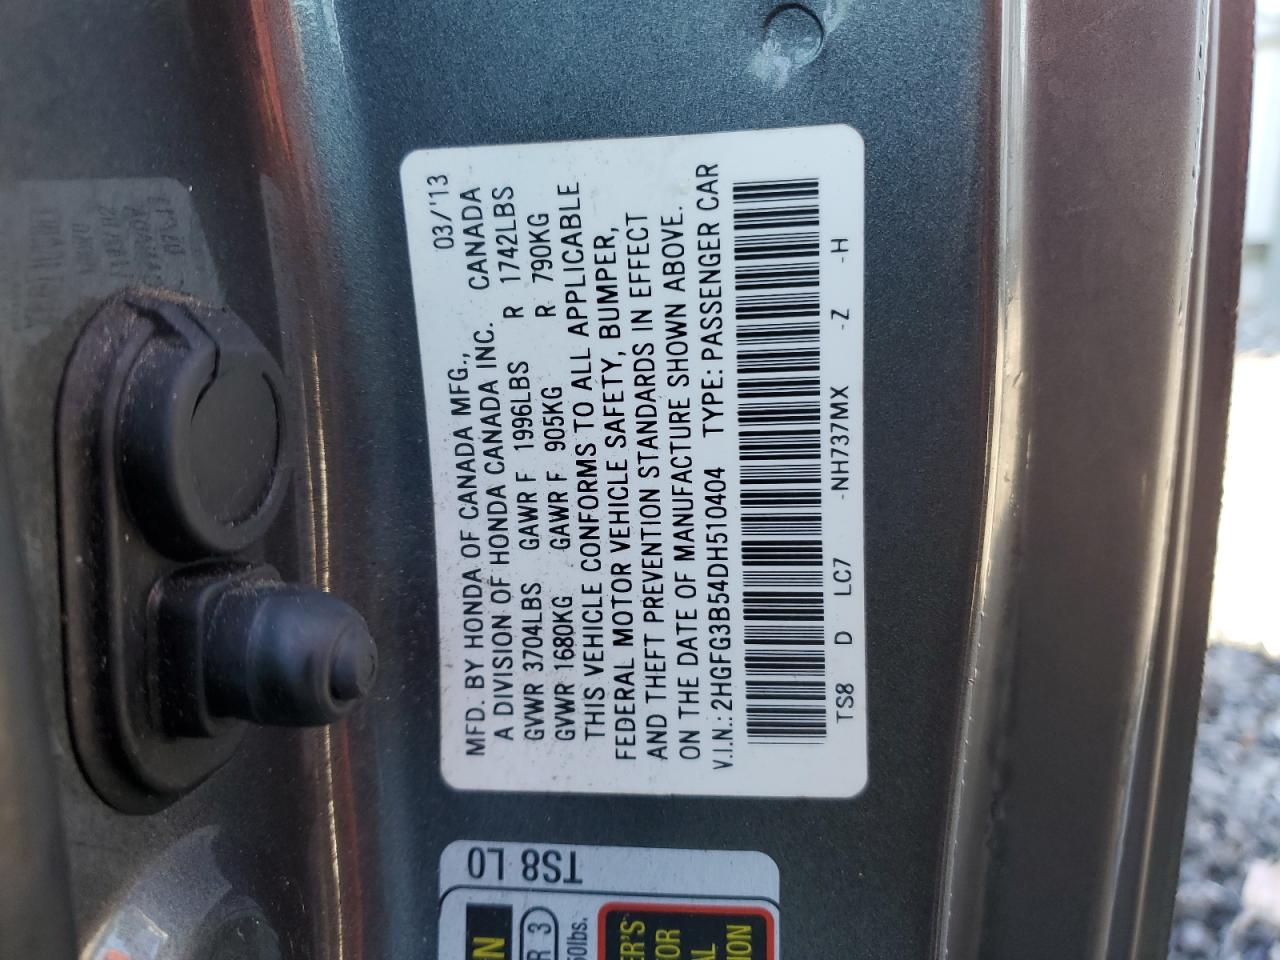 MFD. BY HONDA OF CANADA MFG., 03/'13
A DIVISION OF HONDA CANADA INC. CANADA
GVWR 3704LBS GAWR F 1996LBS R 1742LBS
GVWR 1680KG GAWR F 905KG R 790KG
THIS VEHICLE CONFORMS TO ALL APPLICABLE
FEDERAL MOTOR VEHICLE SAFETY, BUMPER,
AND THEFT PREVENTION STANDARDS IN EFFECT
ON THE DATE OF MANUFACTURE SHOWN ABOVE.
V.I.N.: 2HGFG3B54DH510404 TYPE: PASSENGER CAR
TS8 D LC7 -NH737MX -Z -H
TS8 L0